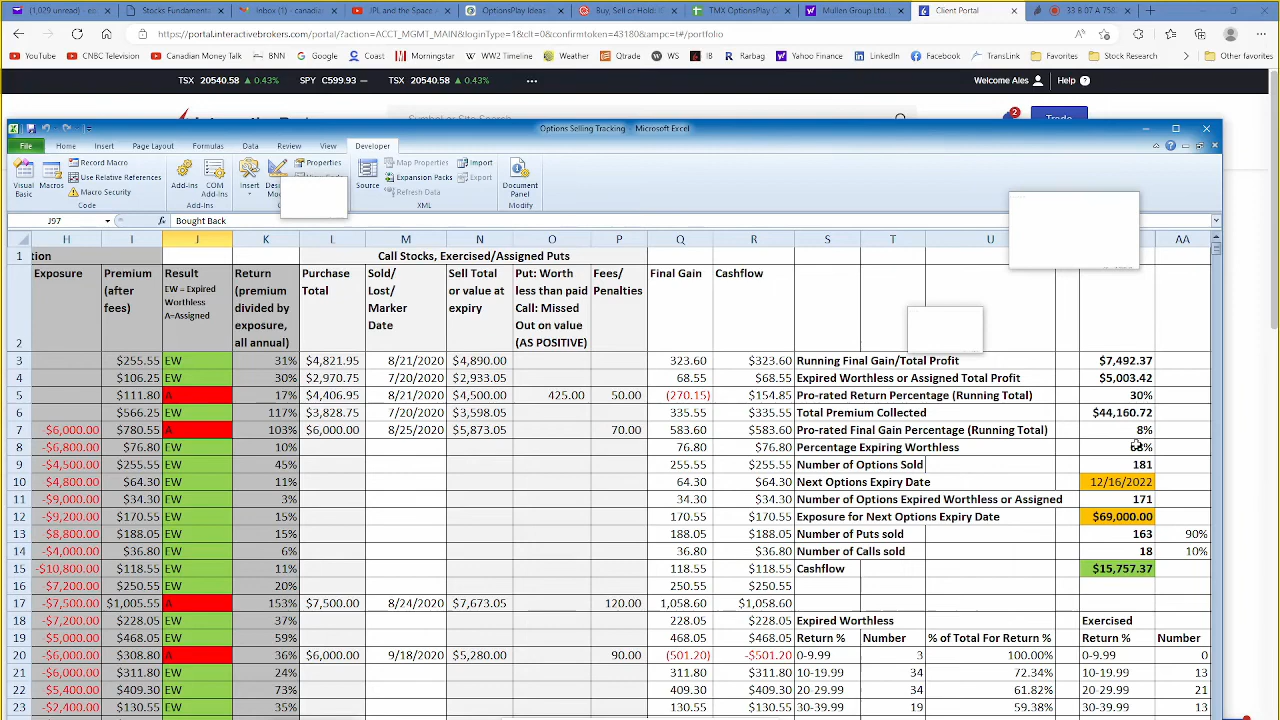 (1,029 unread) - e
Stocks Fundament
Inbox (1) - canadian
JPL and the Space A
OptionsPlay Ideas
Buy, Sell or Hold: G
TMX OptionsPlay C
Mullen Group Ltd.
Client Portal
33 B 07 A 758
https://portal.interactivebrokers.com/portal/?action=ACCT_MGMT_MAIN&loginType=1&clt=0&confirmtoken=43180&ampc=t#/portfolio
YouTube CNBC Television Canadian Money Talk BNN Google Morningstar WW2 Timeline Weather Qtrade WS IB Rarbag Yahoo Finance LinkedIn Facebook TransLink Favorites Stock Research Other favorites
TSX 20540.58 ▲ 0.43% SPY C599.93 — TSX 20540.58 ▲ 0.43% ••• Welcome Ales Help
2
Options Selling Tracking - Microsoft Excel
File Home Insert Page Layout Formulas Data Review View Developer
Visual Basic Macros Record Macro Use Relative References Macro Security Code
Add-Ins COM Add-Ins Add-Ins
Insert Properties
Source Map Properties Expansion Packs Refresh Data Import Export XML
Document Panel Modify
J97 fx Bought Back
H I J K L M N O P Q R S T U AA
1 tion Call Stocks, Exercised/Assigned Puts
2 Exposure
Premium (after fees)
Result EW = Expired Worthless A=Assigned
Return (premium divided by exposure, all annual)
Purchase Total
Sold/ Lost/ Marker Date
Sell Total or value at expiry
Put: Worth less than paid Call: Missed Out on value (AS POSITIVE)
Fees/ Penalties
Final Gain
Cashflow
3 $255.55 EW 31% $4,821.95 8/21/2020 $4,890.00 323.60 $323.60 Running Final Gain/Total Profit $7,492.37
4 $106.25 EW 30% $2,970.75 7/20/2020 $2,933.05 68.55 $68.55 Expired Worthless or Assigned Total Profit $5,003.42
5 $111.80 A 17% $4,406.95 8/21/2020 $4,500.00 425.00 50.00 (270.15) $154.85 Pro-rated Return Percentage (Running Total) 30%
6 $566.25 EW 117% $3,828.75 7/20/2020 $3,598.05 335.55 $335.55 Total Premium Collected $44,160.72
7 $6,000.00 $780.55 A 103% $6,000.00 8/25/2020 $5,873.05 70.00 583.60 $583.60 Pro-rated Final Gain Percentage (Running Total) 8%
8 -$6,800.00 $76.80 EW 10% 76.80 $76.80 Percentage Expiring Worthless
9 -$4,500.00 $255.55 EW 45% 255.55 $255.55 Number of Options Sold 181
10 $4,800.00 $64.30 EW 11% 64.30 $64.30 Next Options Expiry Date 12/16/2022
11 -$9,000.00 $34.30 EW 3% 34.30 $34.30 Number of Options Expired Worthless or Assigned 171
12 -$9,200.00 $170.55 EW 15% 170.55 $170.55 Exposure for Next Options Expiry Date $69,000.00
13 $8,800.00 $188.05 EW 15% 188.05 $188.05 Number of Puts sold 163 90%
14 -$4,000.00 $36.80 EW 6% 36.80 $36.80 Number of Calls sold 18 10%
15 -$10,800.00 $118.55 EW 11% 118.55 $118.55 Cashflow $15,757.37
16 $7,200.00 $250.55 EW 20% 250.55 $250.55
17 -$7,500.00 $1,005.55 A 153% $7,500.00 8/24/2020 $7,673.05 120.00 1,058.60 $1,058.60
18 -$7,200.00 $228.05 EW 37% 228.05 $228.05 Expired Worthless Exercised
19 $5,000.00 $468.05 EW 59% 468.05 $468.05 Return % Number % of Total For Return % Return % Number
20 -$6,000.00 $308.80 A 36% $6,000.00 9/18/2020 $5,280.00 90.00 (501.20) -$501.20 0-9.99 3 100.00% 0-9.99 0
21 -$6,000.00 $311.80 EW 24% 311.80 $311.80 10-19.99 34 72.34% 10-19.99 13
22 $5,400.00 $409.30 EW 73% 409.30 $409.30 20-29.99 34 61.82% 20-29.99 21
23 -$2,400.00 $130.55 EW 35% 130.55 $130.55 30-39.99 19 59.38% 30-39.99 13